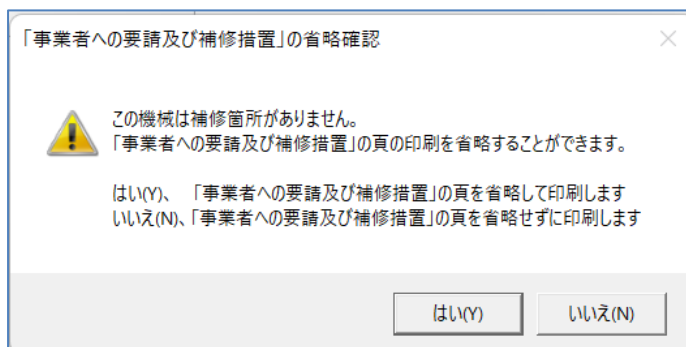 「事業者への要請及び補修措置」の省略確認
この機械は補修箇所がありません。
「事業者への要請及び補修措置」の頁の印刷を省略することができます。
はい(Y)、 「事業者への要請及び補修措置」の頁を省略して印刷します
いいえ(N)、「事業者への要請及び補修措置」の頁を省略せずに印刷します
はい(Y)
いいえ(N)